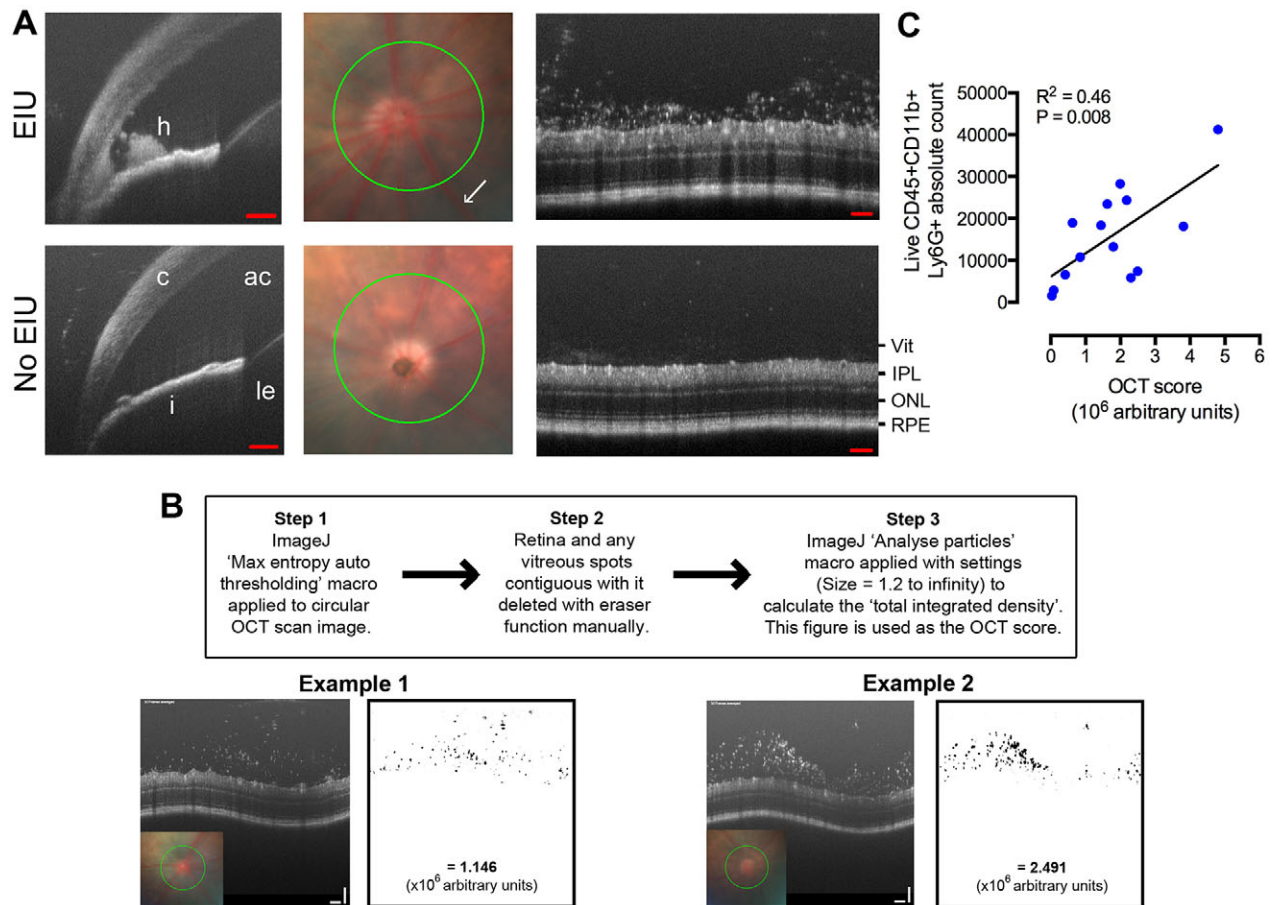 A
EIU
h
No EIU
c
ac
i
le
Vit
IPL
ONL
RPE
C
Live CD45+CD11b+
Ly6G+ absolute count
R² = 0.46
P = 0.008
50000
40000
30000
20000
10000
0
0 1 2 3 4 5 6
OCT score
(10⁶ arbitrary units)
B
Step 1
ImageJ
‘Max entropy auto
thresholding’ macro
applied to circular
OCT scan image.
Step 2
Retina and any
vitreous spots
contiguous with it
deleted with eraser
function manually.
Step 3
ImageJ ‘Analyse particles’
macro applied with settings
(Size = 1.2 to infinity) to
calculate the ‘total integrated density’.
This figure is used as the OCT score.
Example 1
= 1.146
(x10⁶ arbitrary units)
Example 2
= 2.491
(x10⁶ arbitrary units)